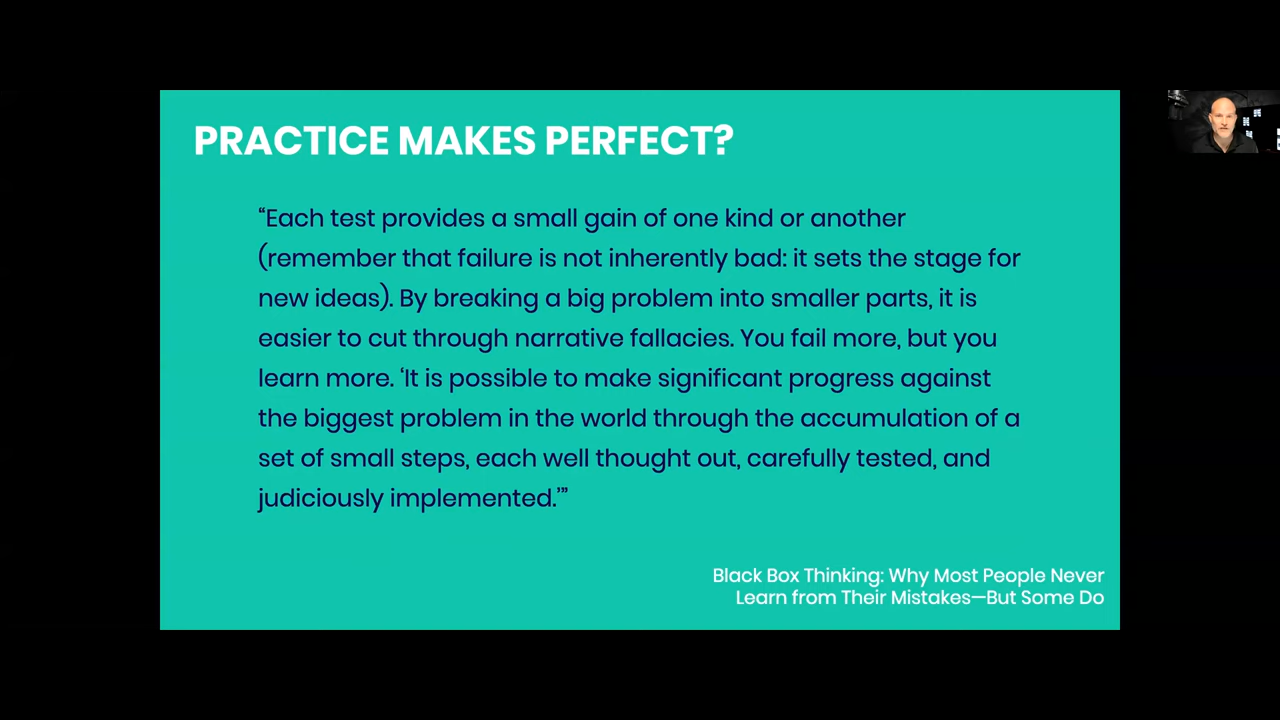 PRACTICE MAKES PERFECT?
“Each test provides a small gain of one kind or another
(remember that failure is not inherently bad: it sets the stage for
new ideas). By breaking a big problem into smaller parts, it is
easier to cut through narrative fallacies. You fail more, but you
learn more. ‘It is possible to make significant progress against
the biggest problem in the world through the accumulation of a
set of small steps, each well thought out, carefully tested, and
judiciously implemented.’”
Black Box Thinking: Why Most People Never
Learn from Their Mistakes—But Some Do